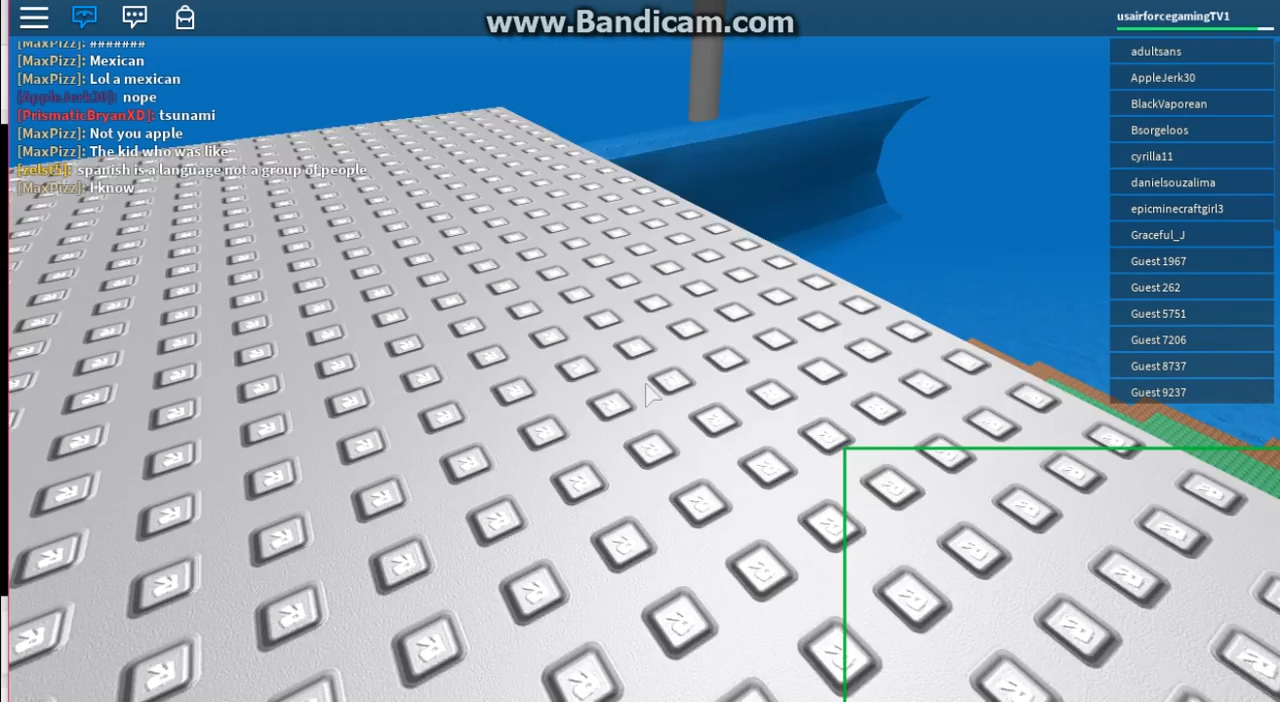 www.Bandicam.com
usairforcegamingTV1
[MaxPizz]: #######
[MaxPizz]: Mexican
[MaxPizz]: Lol a mexican
[AppleJerk30]: nope
[PrismaticBryanXD]: tsunami
[MaxPizz]: Not you apple
[MaxPizz]: The kid who was like
spanish is a language not a group of people
[MaxPizz]: I know
adultsans
AppleJerk30
BlackVaporean
Bsorgeloos
cyrilla11
danielsouzalima
epicminecraftgirl3
Graceful_J
Guest 1967
Guest 262
Guest 5751
Guest 7206
Guest 8737
Guest 9237